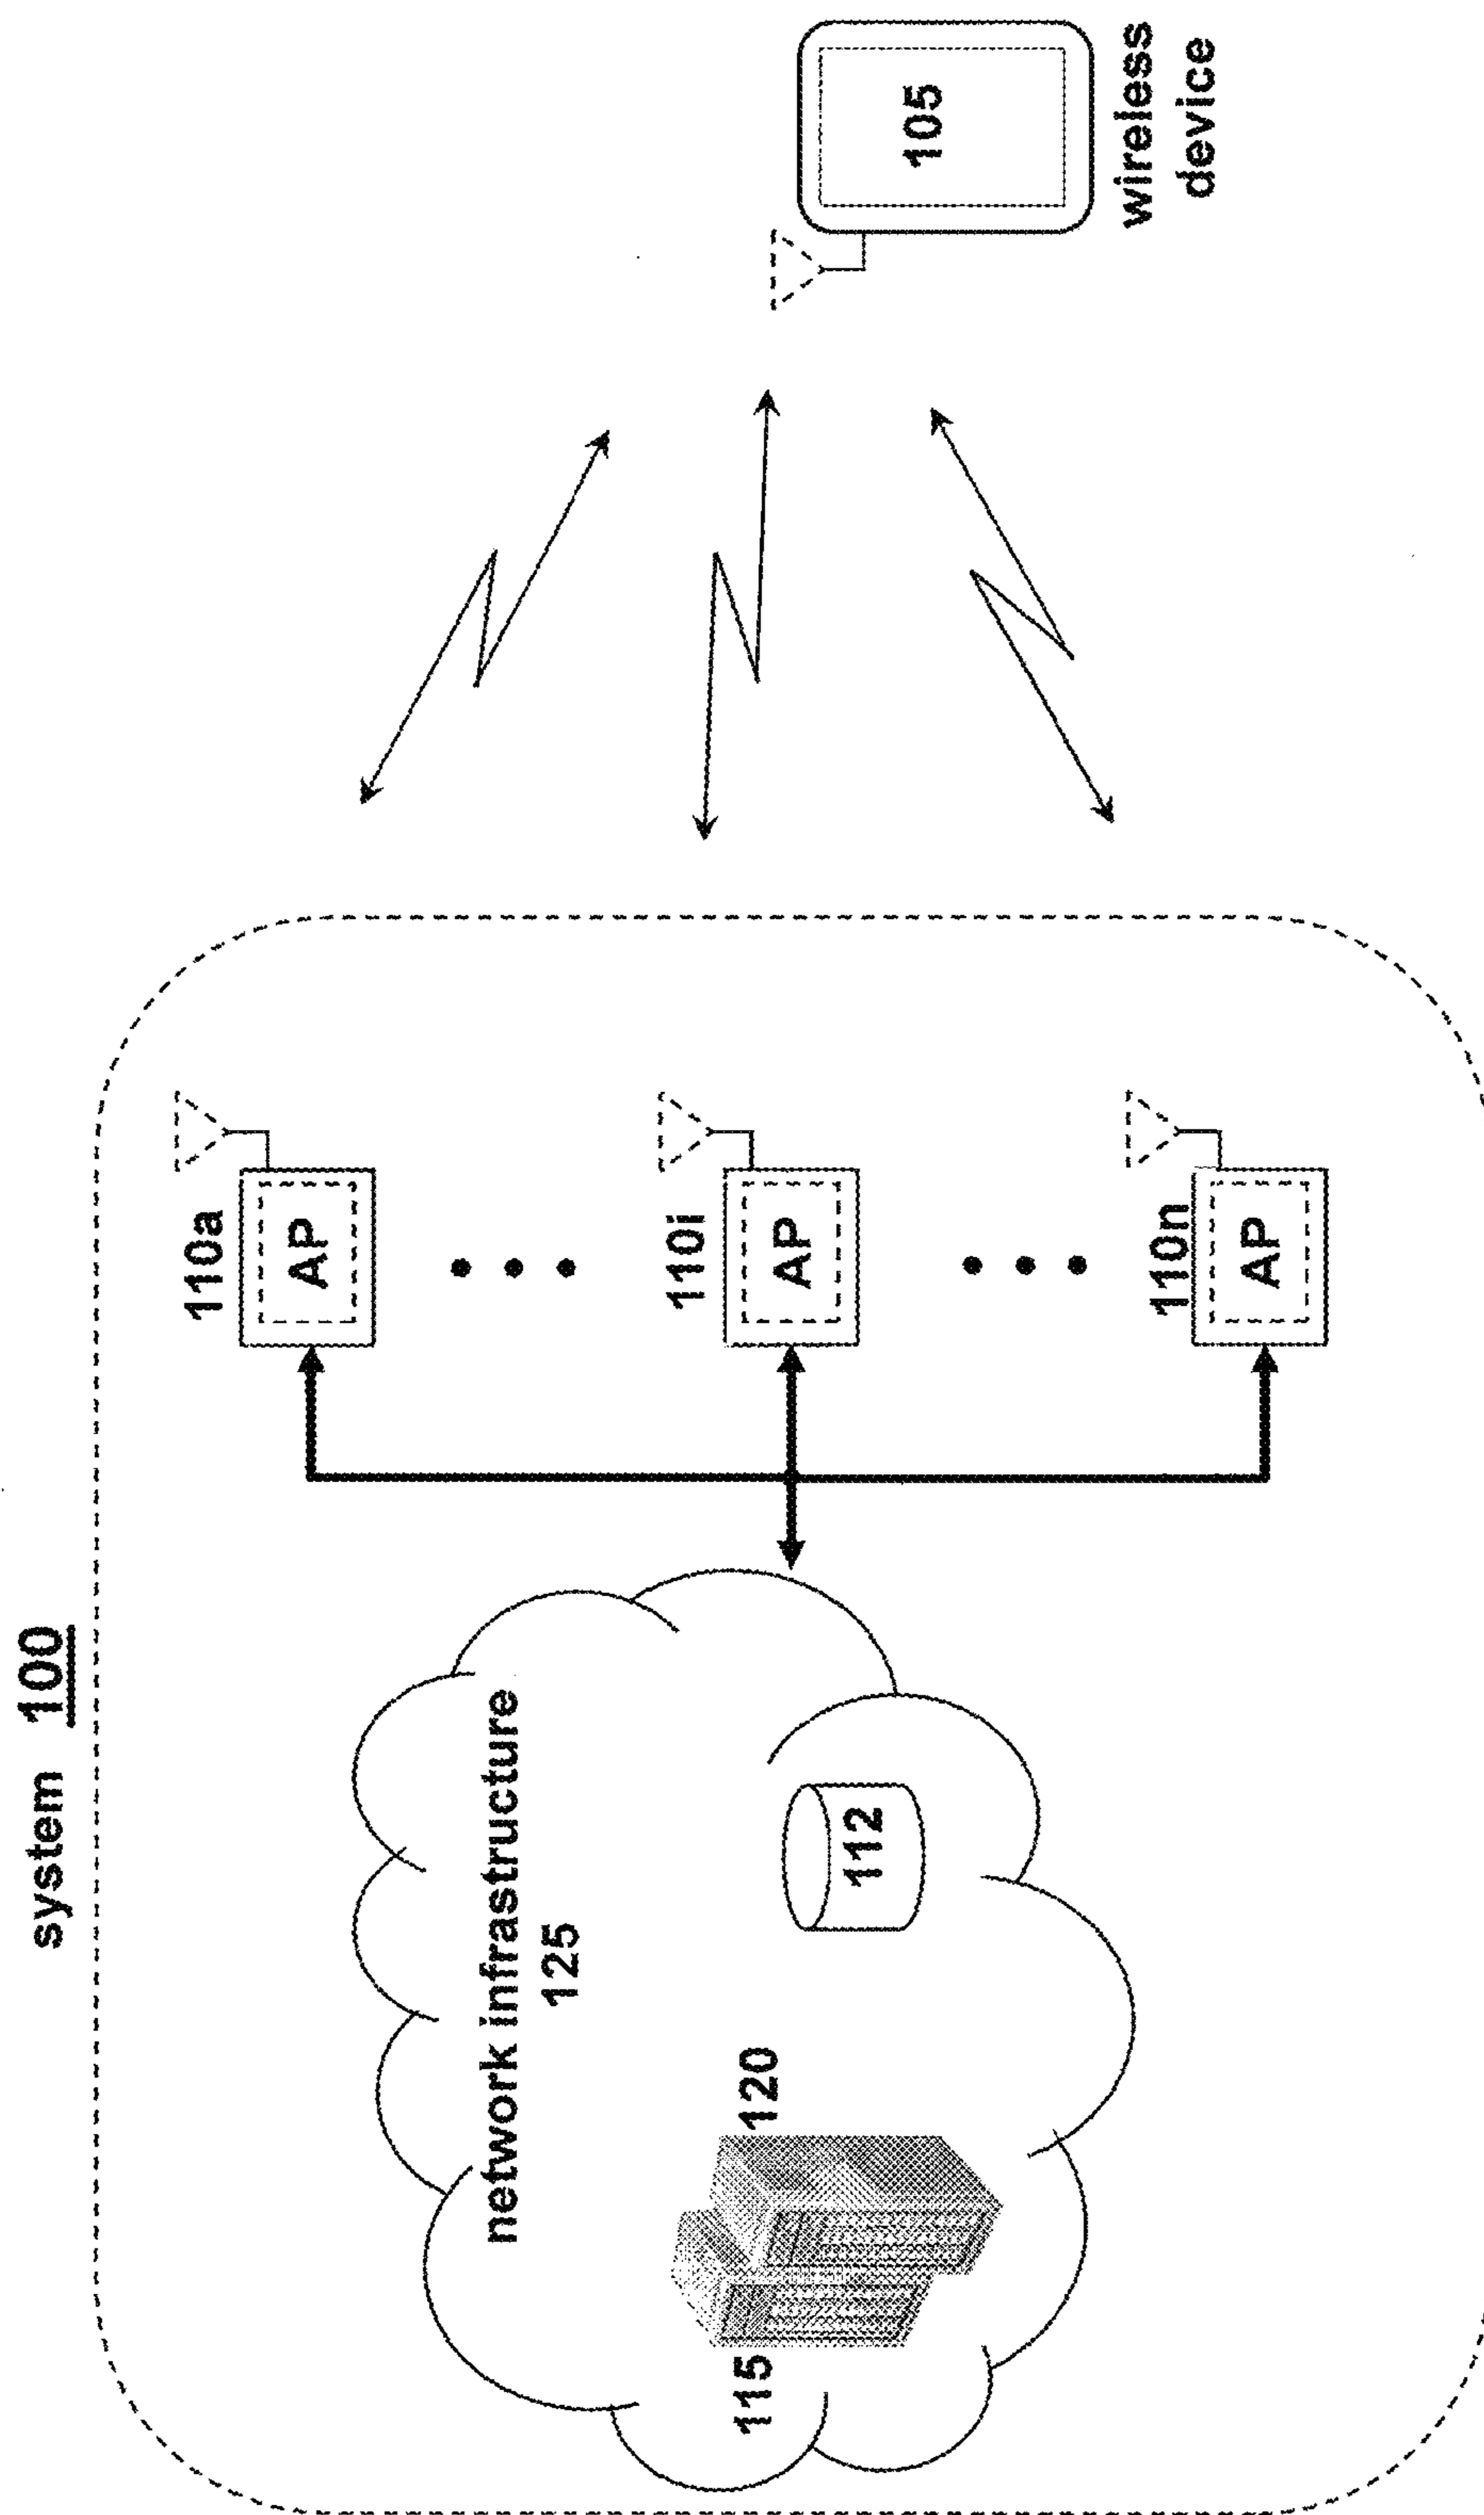 system 100
network infrastructure
125
115
120
112
110a
AP
110i
AP
110n
AP
105
wireless
device